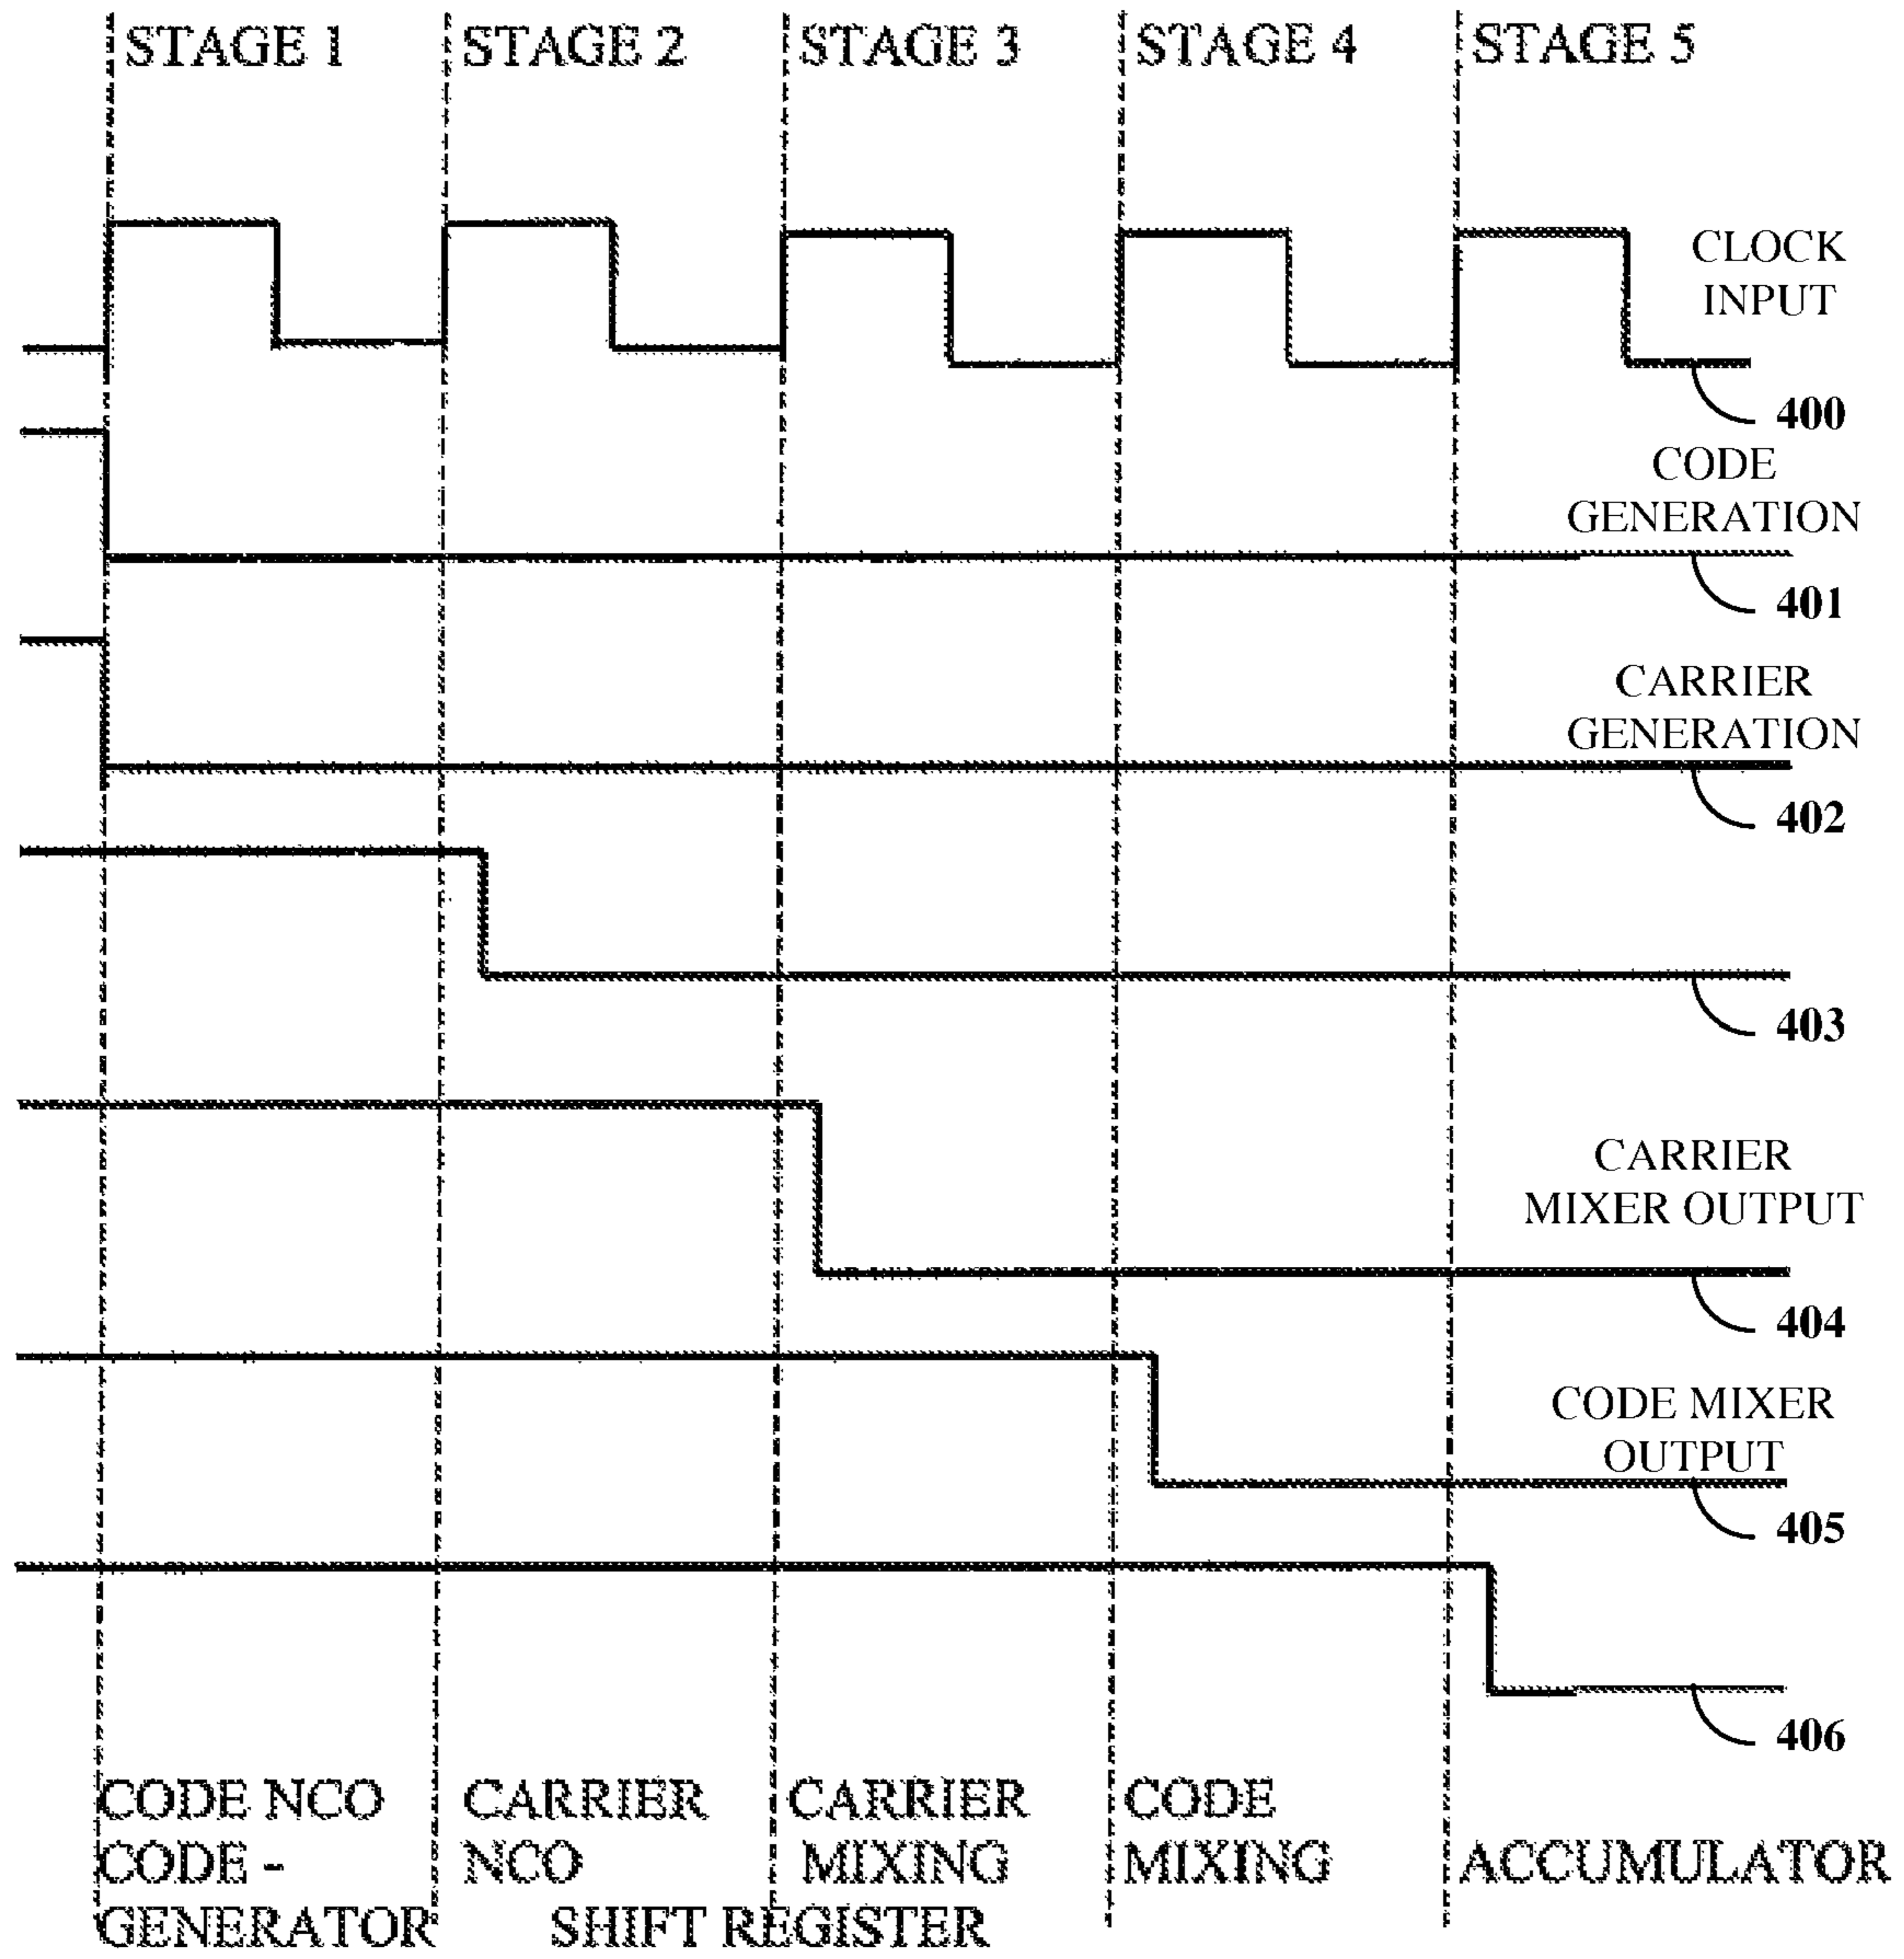 STAGE 1 STAGE 2 STAGE 3 STAGE 4 STAGE 5
CLOCK
INPUT
400
CODE
GENERATION
401
CARRIER
GENERATION
402
403
CARRIER
MIXER OUTPUT
404
CODE MIXER
OUTPUT
405
406
CODE NCO
CODE -
GENERATOR
CARRIER
NCO
SHIFT REGISTER
CARRIER
MIXING
CODE
MIXING
ACCUMULATOR